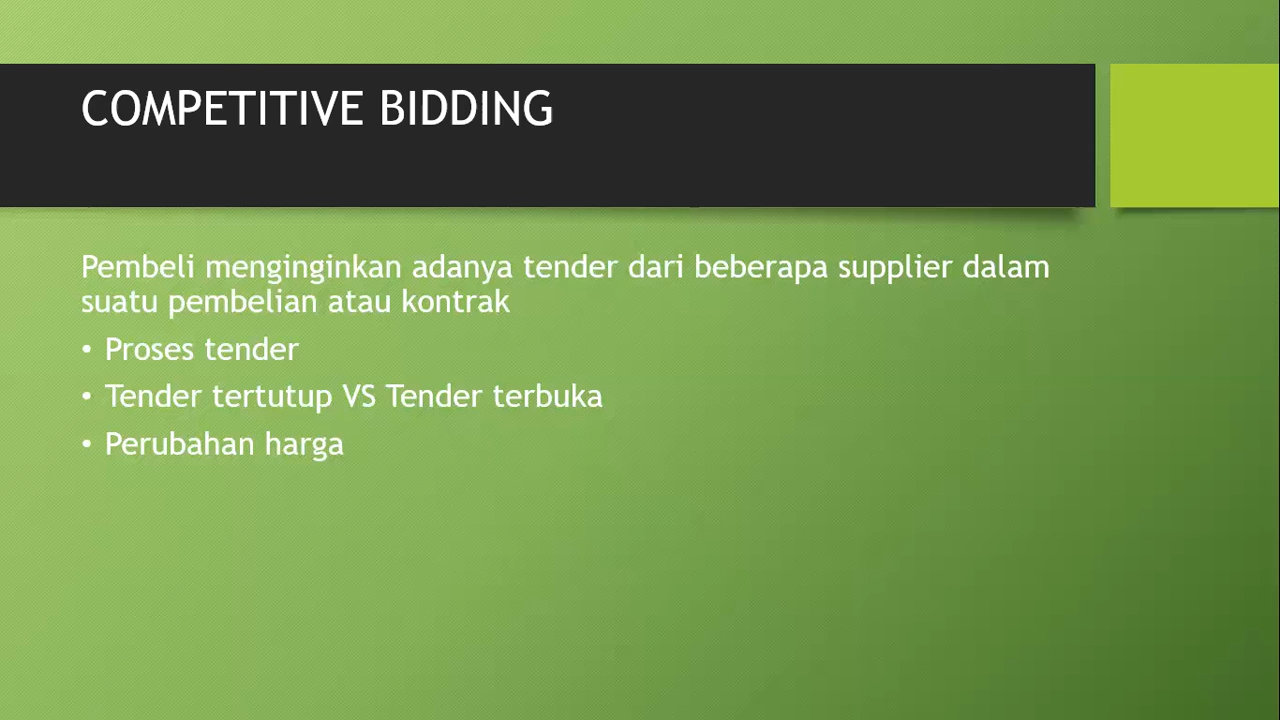 COMPETITIVE BIDDING
Pembeli menginginkan adanya tender dari beberapa supplier dalam
suatu pembelian atau kontrak
• Proses tender
• Tender tertutup VS Tender terbuka
• Perubahan harga